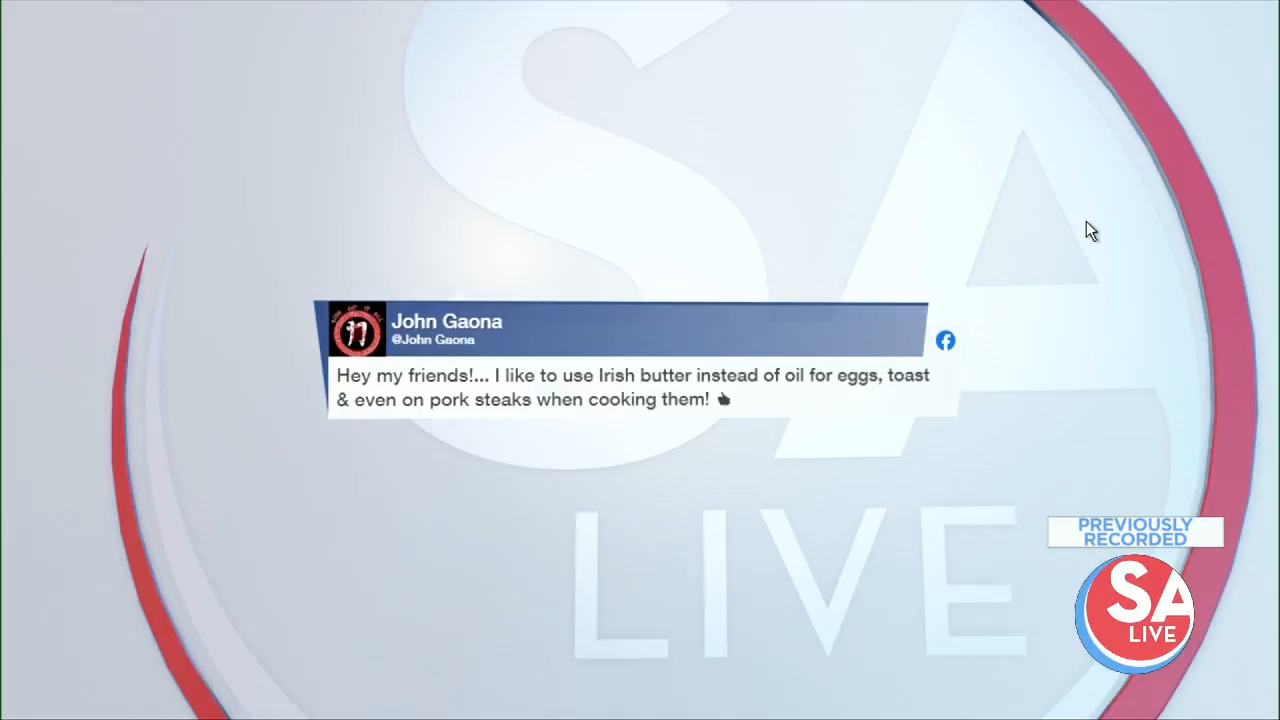 SA
LIVE
John Gaona
@John Gaona
Hey my friends!... I like to use Irish butter instead of oil for eggs, toast
& even on pork steaks when cooking them!
PREVIOUSLY
RECORDED
SA
LIVE